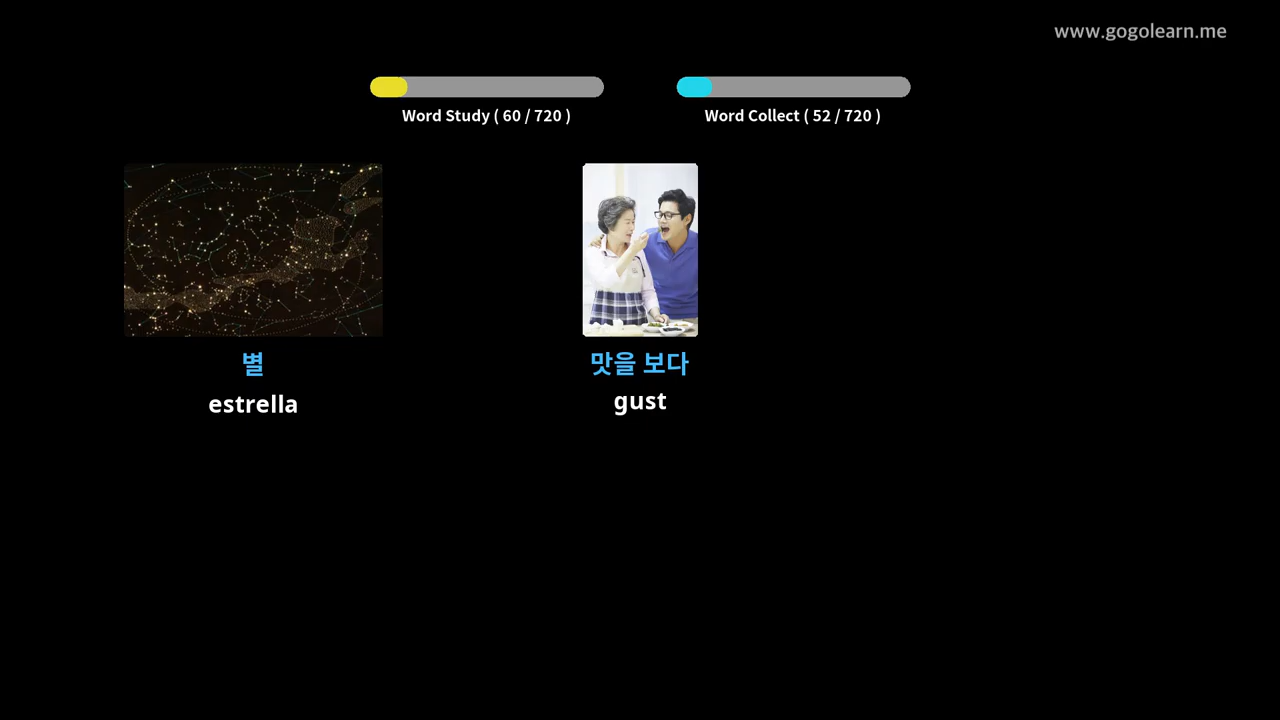 www.gogolearn.me
Word Study ( 60 / 720 )
Word Collect ( 52 / 720 )
별
estrella
맛을 보다
gust